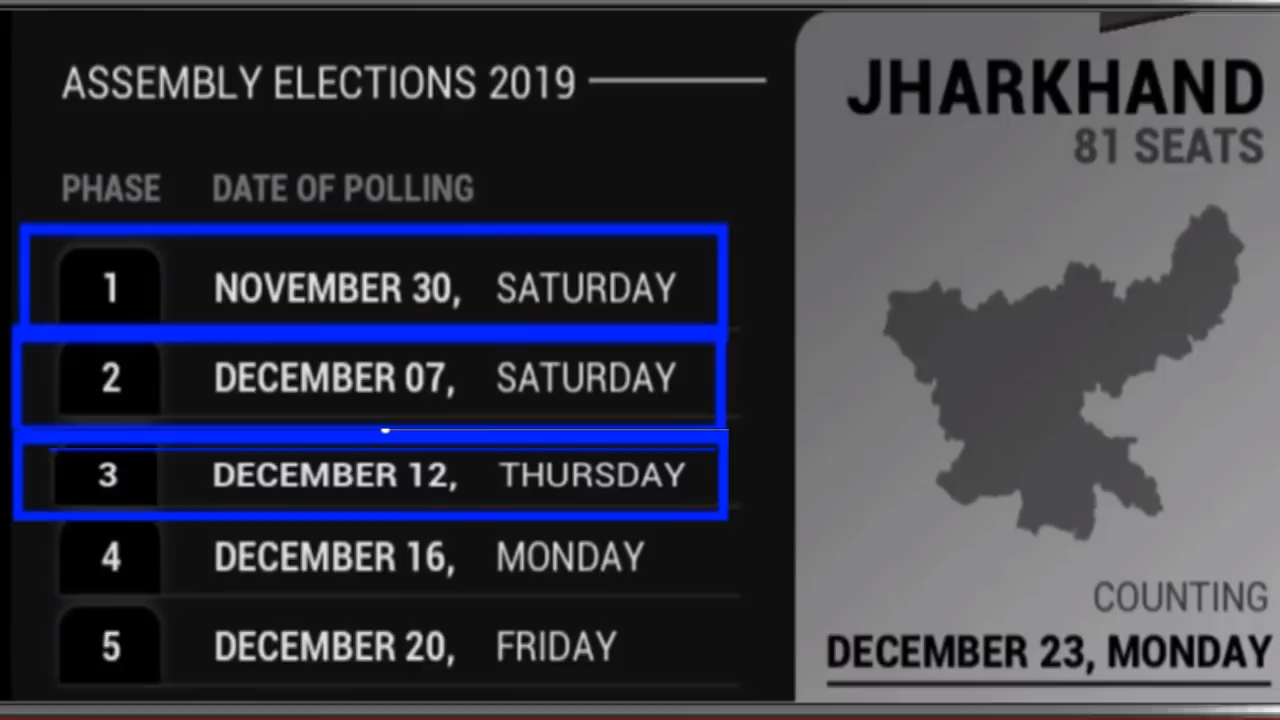 ASSEMBLY ELECTIONS 2019
PHASE DATE OF POLLING
1 NOVEMBER 30, SATURDAY
2 DECEMBER 07, SATURDAY
3 DECEMBER 12, THURSDAY
4 DECEMBER 16, MONDAY
5 DECEMBER 20, FRIDAY
JHARKHAND
81 SEATS
COUNTING
DECEMBER 23, MONDAY